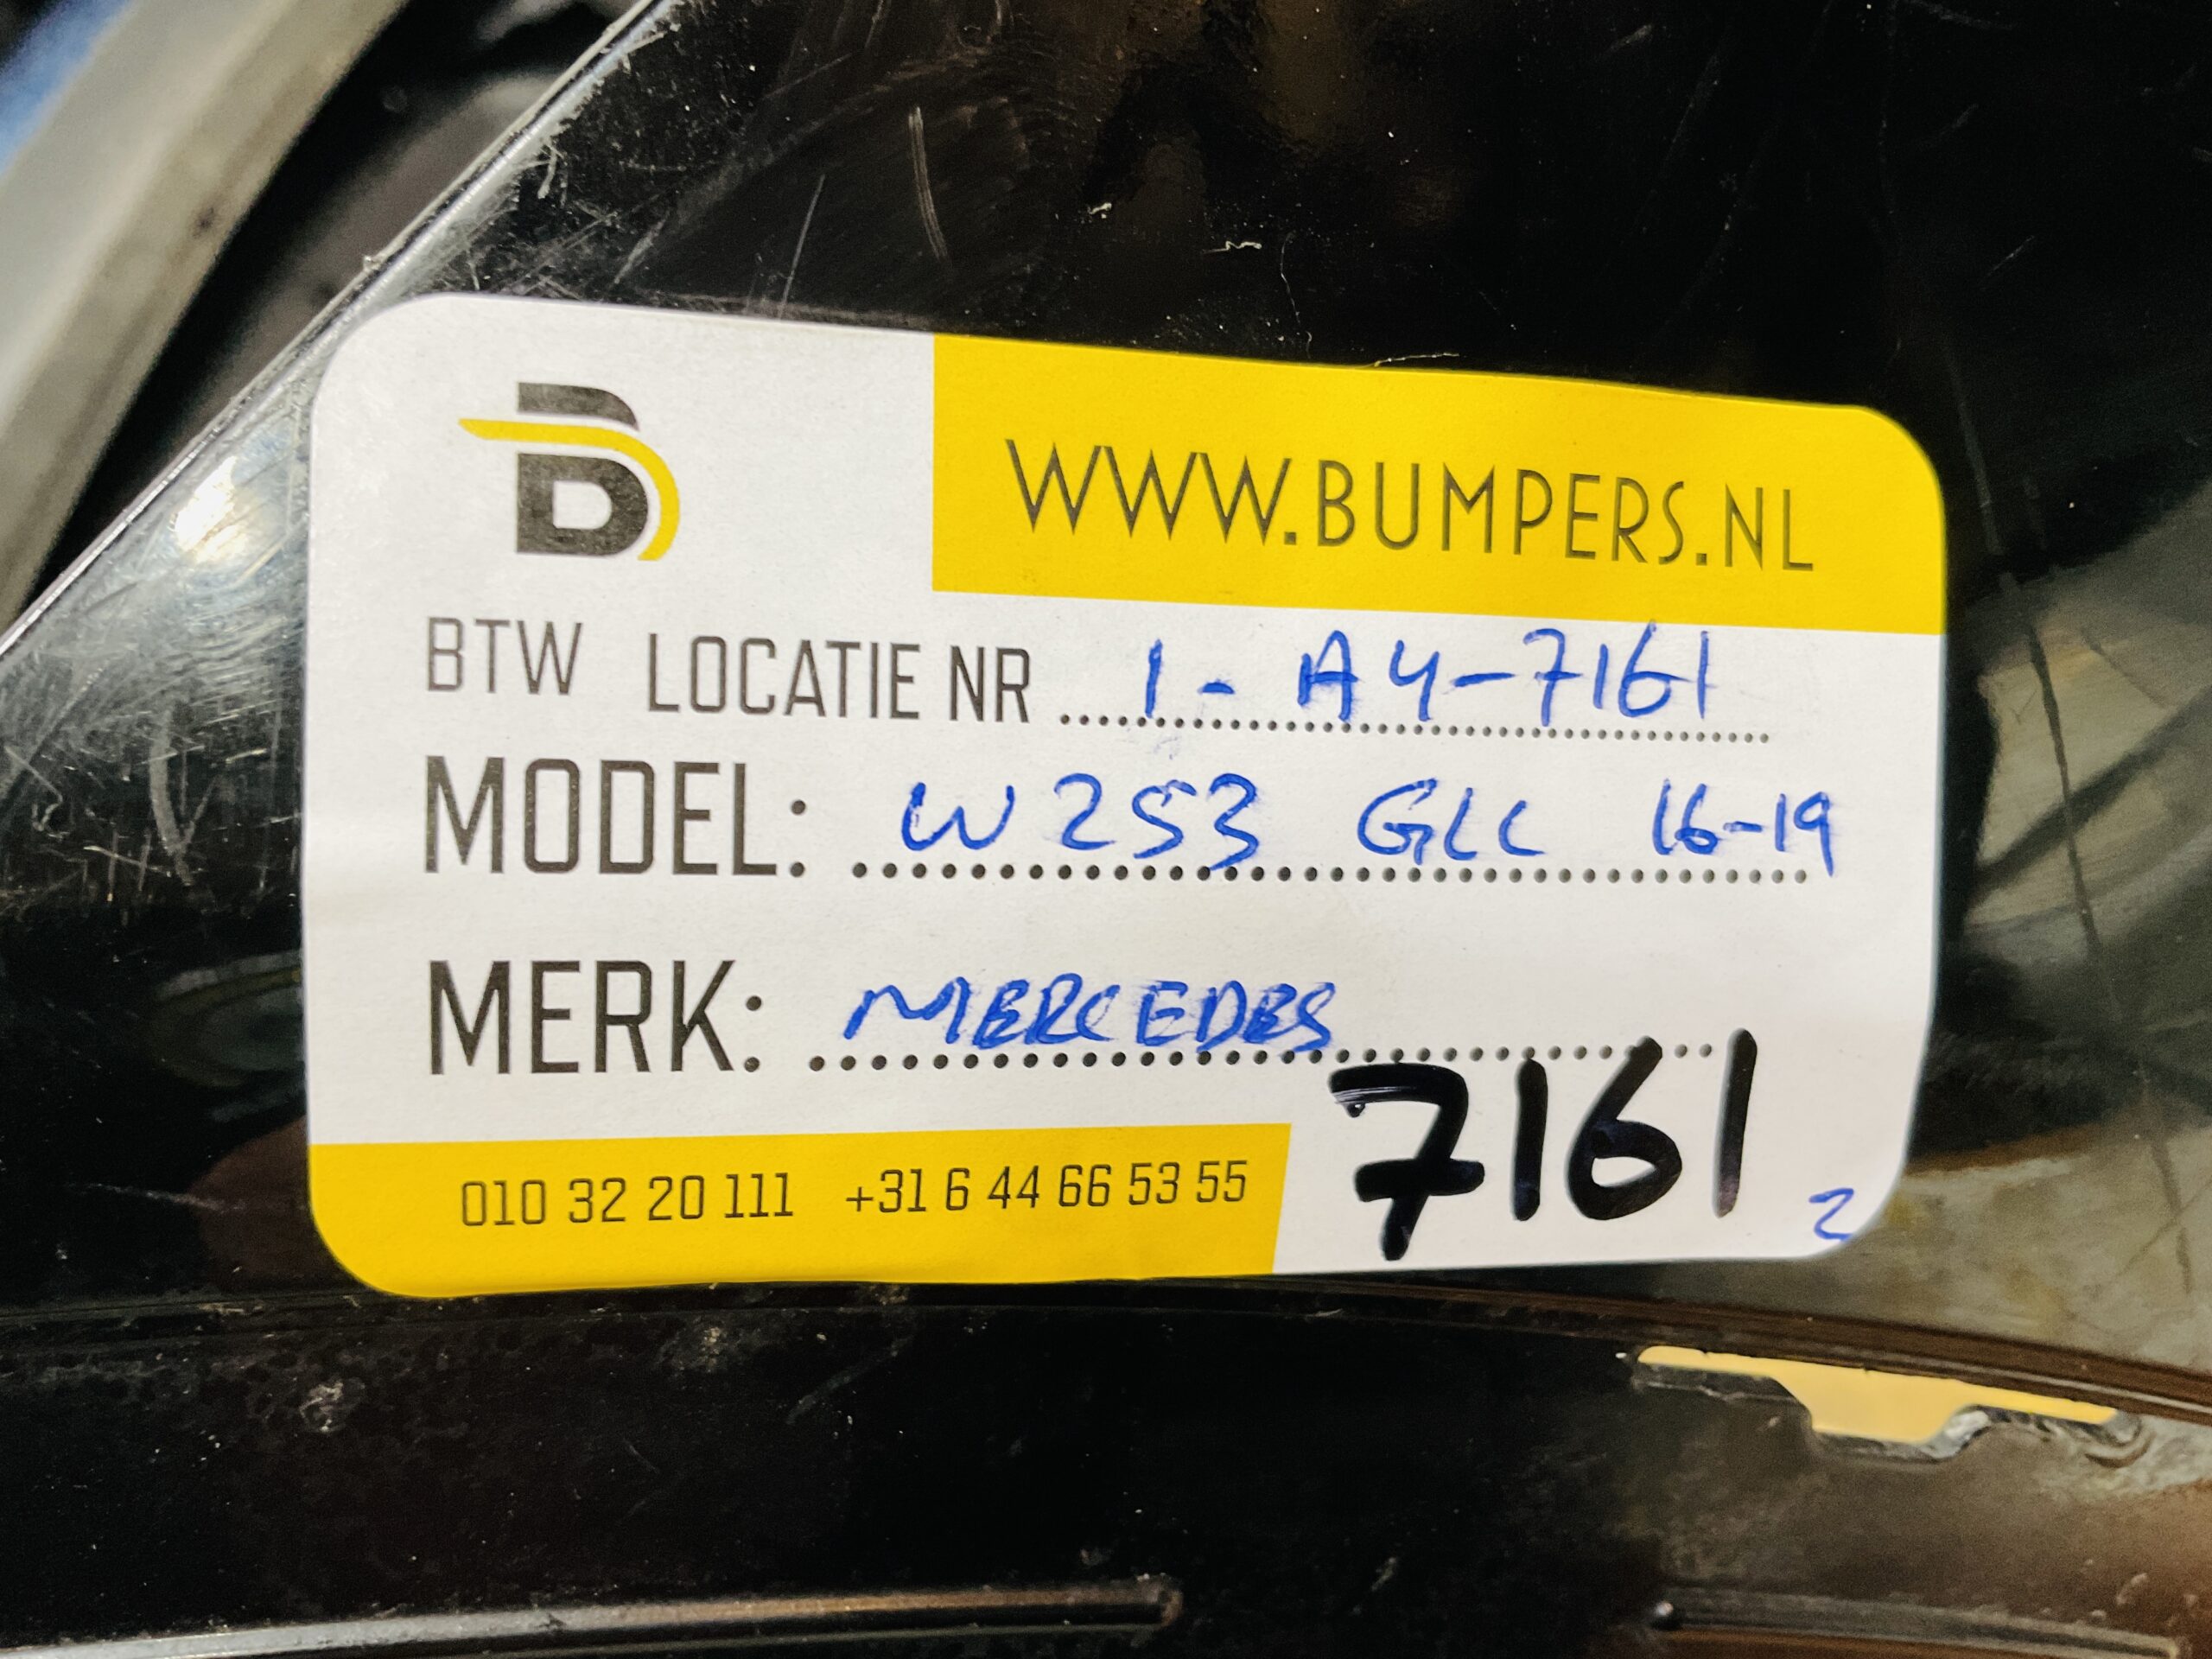 B
WWW.BUMPERS.NL
BTW LOCATIE NR 1 - A4-7161
MODEL: W253 GLC 16-19
MERK: MERCEDES
7161
010 32 20 111 +31 6 44 66 53 55
2